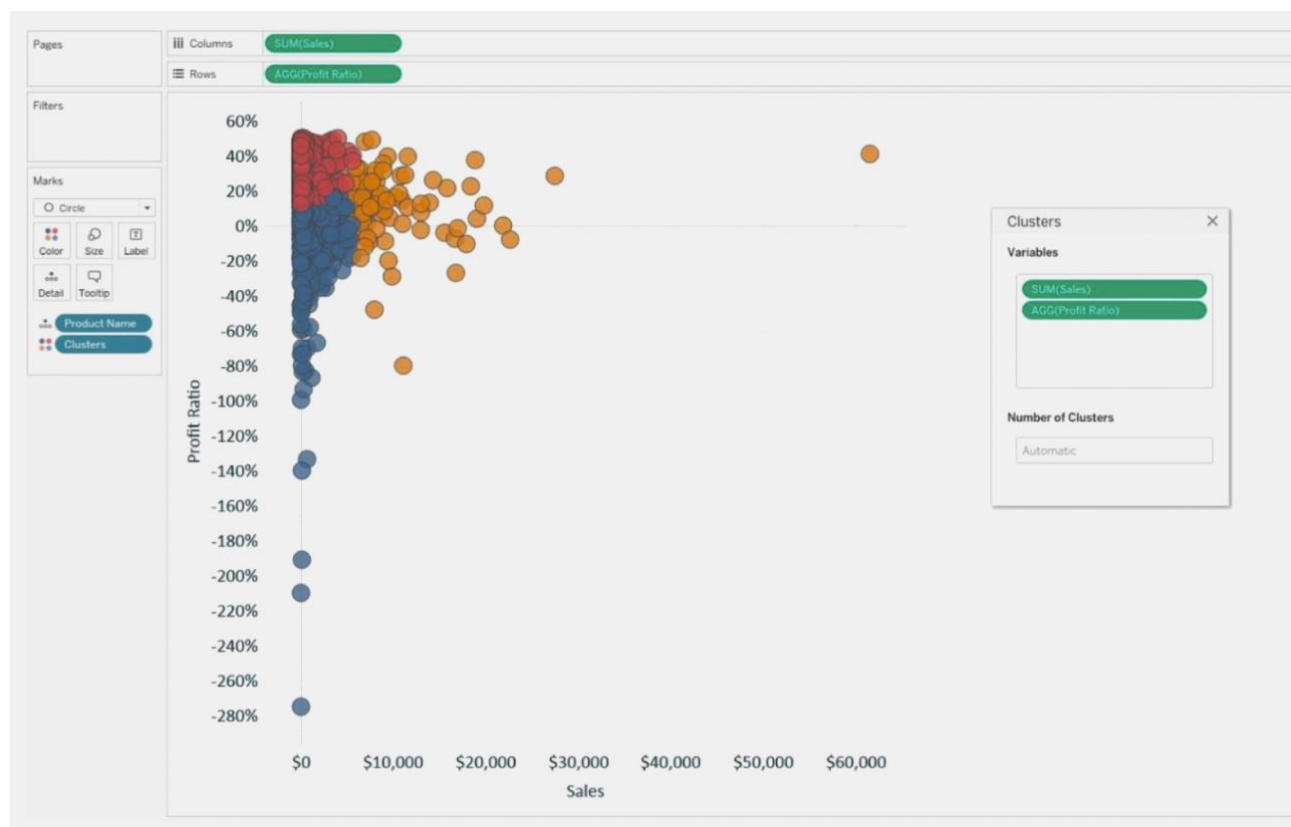 Pages
Columns
SUM(Sales)
Rows
AGG(Profit Ratio)
Filters
Marks
Circle
Color
Size
Label
Detail
Tooltip
Product Name
Clusters
60%
40%
20%
0%
-20%
-40%
-60%
-80%
-100%
-120%
-140%
-160%
-180%
-200%
-220%
-240%
-260%
-280%
Profit Ratio
$0 $10,000 $20,000 $30,000 $40,000 $50,000 $60,000
Sales
Clusters
Variables
SUM(Sales)
AGG(Profit Ratio)
Number of Clusters
Automatic